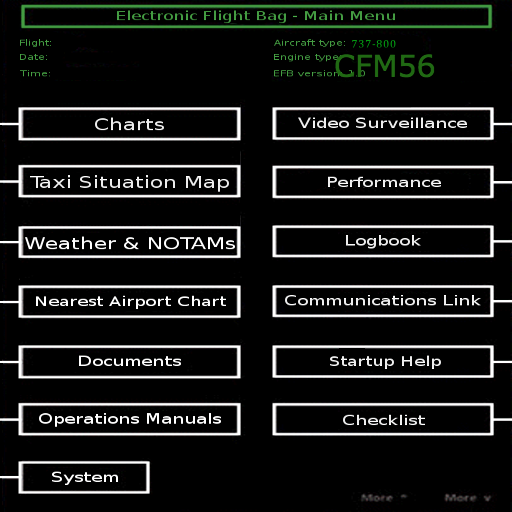 Electronic Flight Bag - Main Menu
Flight:
Date:
Time:
Aircraft type: 737-800
Engine type: CFM56
EFB version: 1.0
Charts
Taxi Situation Map
Weather & NOTAMs
Nearest Airport Chart
Documents
Operations Manuals
System
Video Surveillance
Performance
Logbook
Communications Link
Startup Help
Checklist
More ^
More v